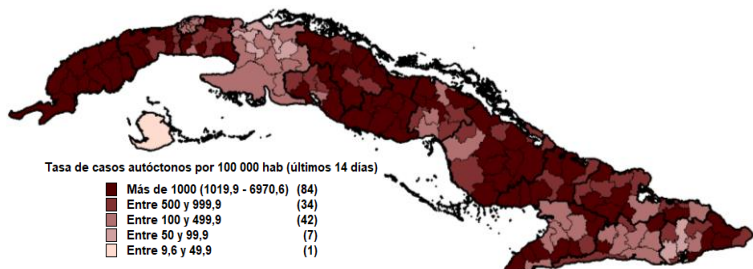 Tasa de casos autóctonos por 100 000 hab (últimos 14 días)
Más de 1000 (1019,9 - 6970,6) (84)
Entre 500 y 999,9 (34)
Entre 100 y 499,9 (42)
Entre 50 y 99,9 (7)
Entre 9,6 y 49,9 (1)